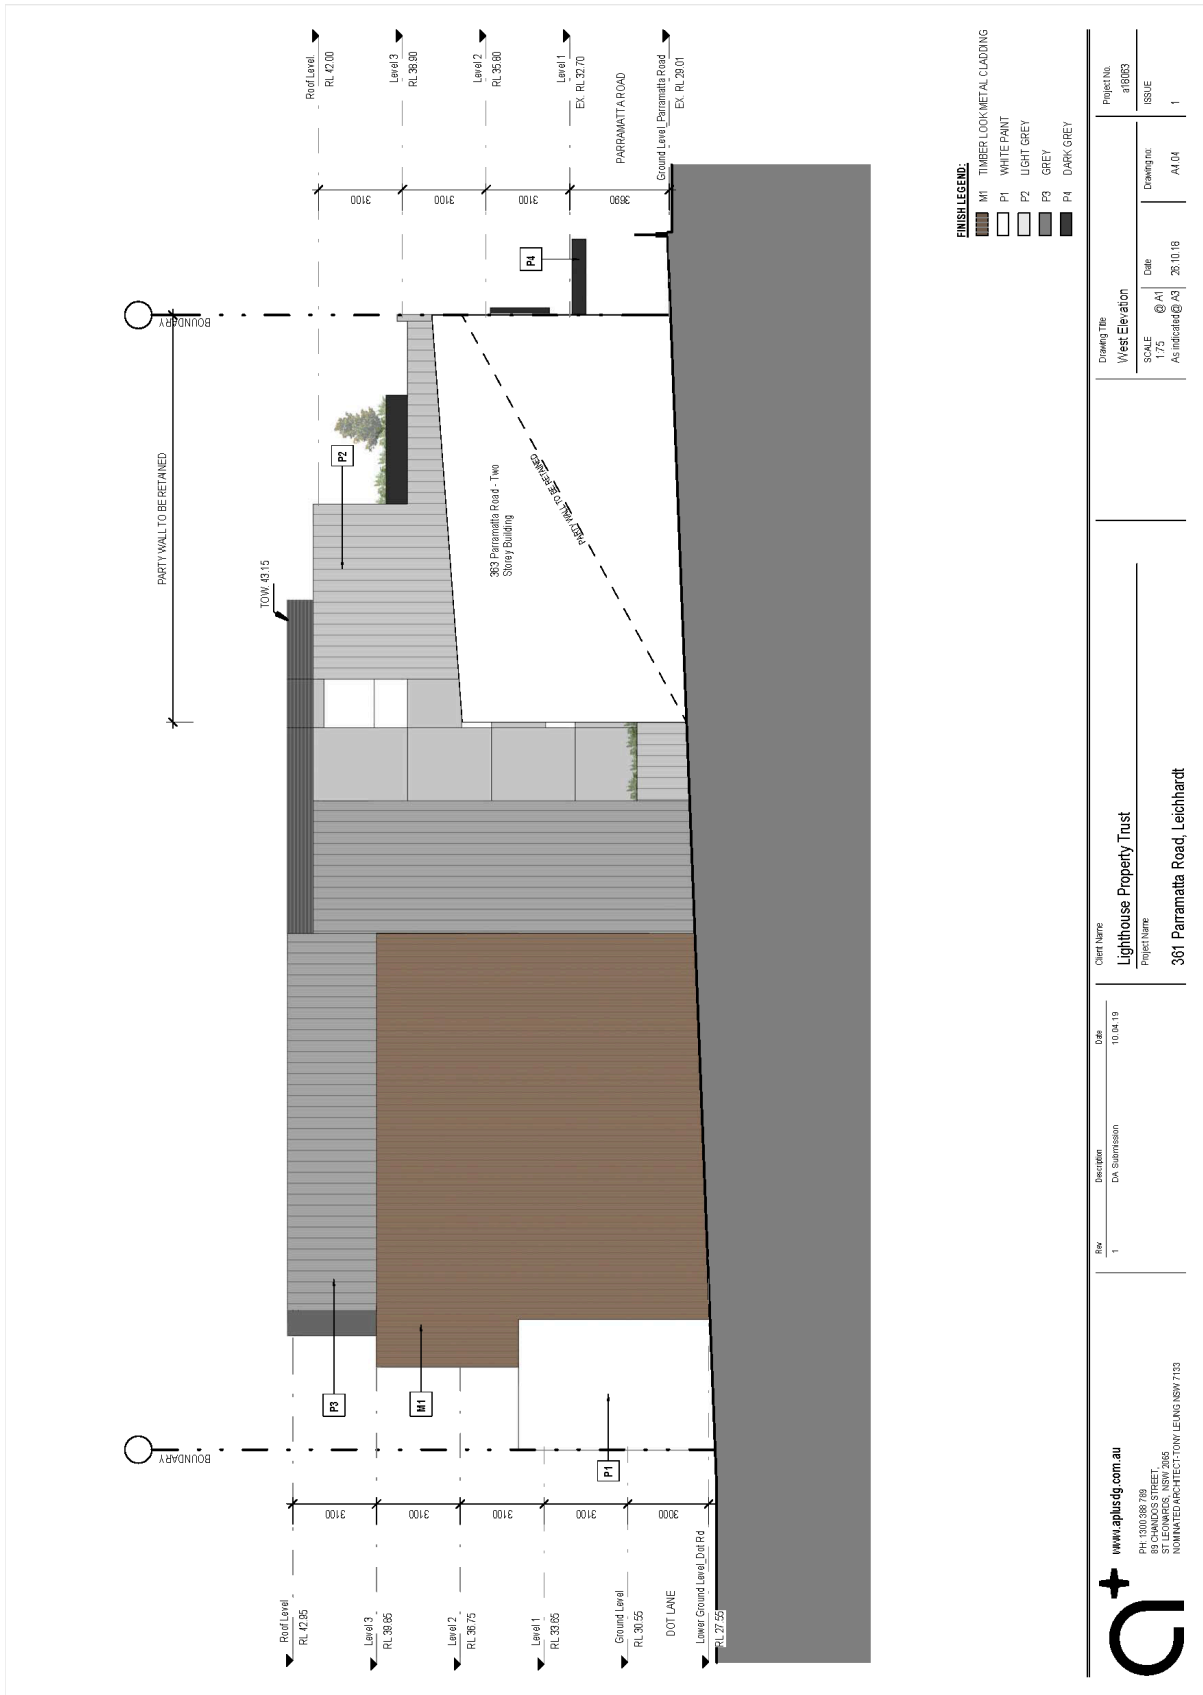 Roof Level
RL 42.95
Level 3
RL 39.85
Level 2
RL 36.75
Level 1
RL 33.65
Ground Level
RL 30.55
DOT LANE
Lower Ground Level_Dot Rd
RL 27.55
3100
3100
3100
3100
3000
BOUNDARY
P3
M1
P1
TOW. 43.15
PARTY WALL TO BE RETAINED
P2
363 Parramatta Road - Two
Storey Building
PARTY WALL TO BE RETAINED
BOUNDARY
P4
3100
3100
3100
3690
Roof Level.
RL 42.00
Level 3
RL 38.90
Level 2
RL 35.80
Level 1
EX. RL 32.70
PARRAMATTA ROAD
Ground Level_Parramatta Road
EX. RL 29.01
FINISH LEGEND:
M1 TIMBER LOOK METAL CLADDING
P1 WHITE PAINT
P2 LIGHT GREY
P3 GREY
P4 DARK GREY
www.aplusdg.com.au
PH: 1300 388 769
89 CHANDOS STREET,
ST LEONARDS, NSW 2065
NOMINATED ARCHITECT-TONY LEUNG NSW 7133
Rev Description Date
1 DA Submission 10.04.19
Client Name
Lighthouse Property Trust
Project Name
361 Parramatta Road, Leichhardt
Drawing Title
West Elevation
SCALE
1:75 @ A1
As indicated@ A3
Date
26.10.18
Drawing no:
A4.04
Project No.
a18063
ISSUE
1